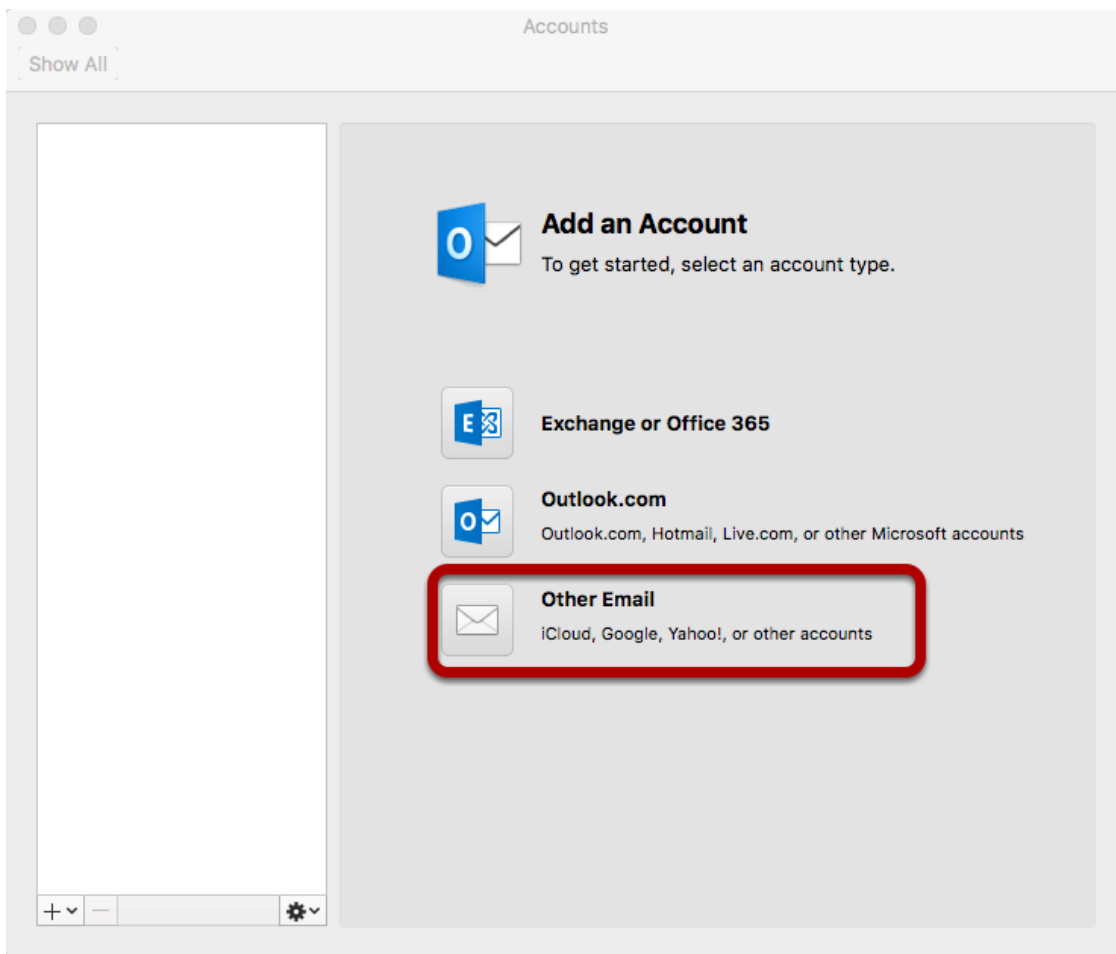 Accounts
Show All
Add an Account
To get started, select an account type.
Exchange or Office 365
Outlook.com
Outlook.com, Hotmail, Live.com, or other Microsoft accounts
Other Email
iCloud, Google, Yahoo!, or other accounts